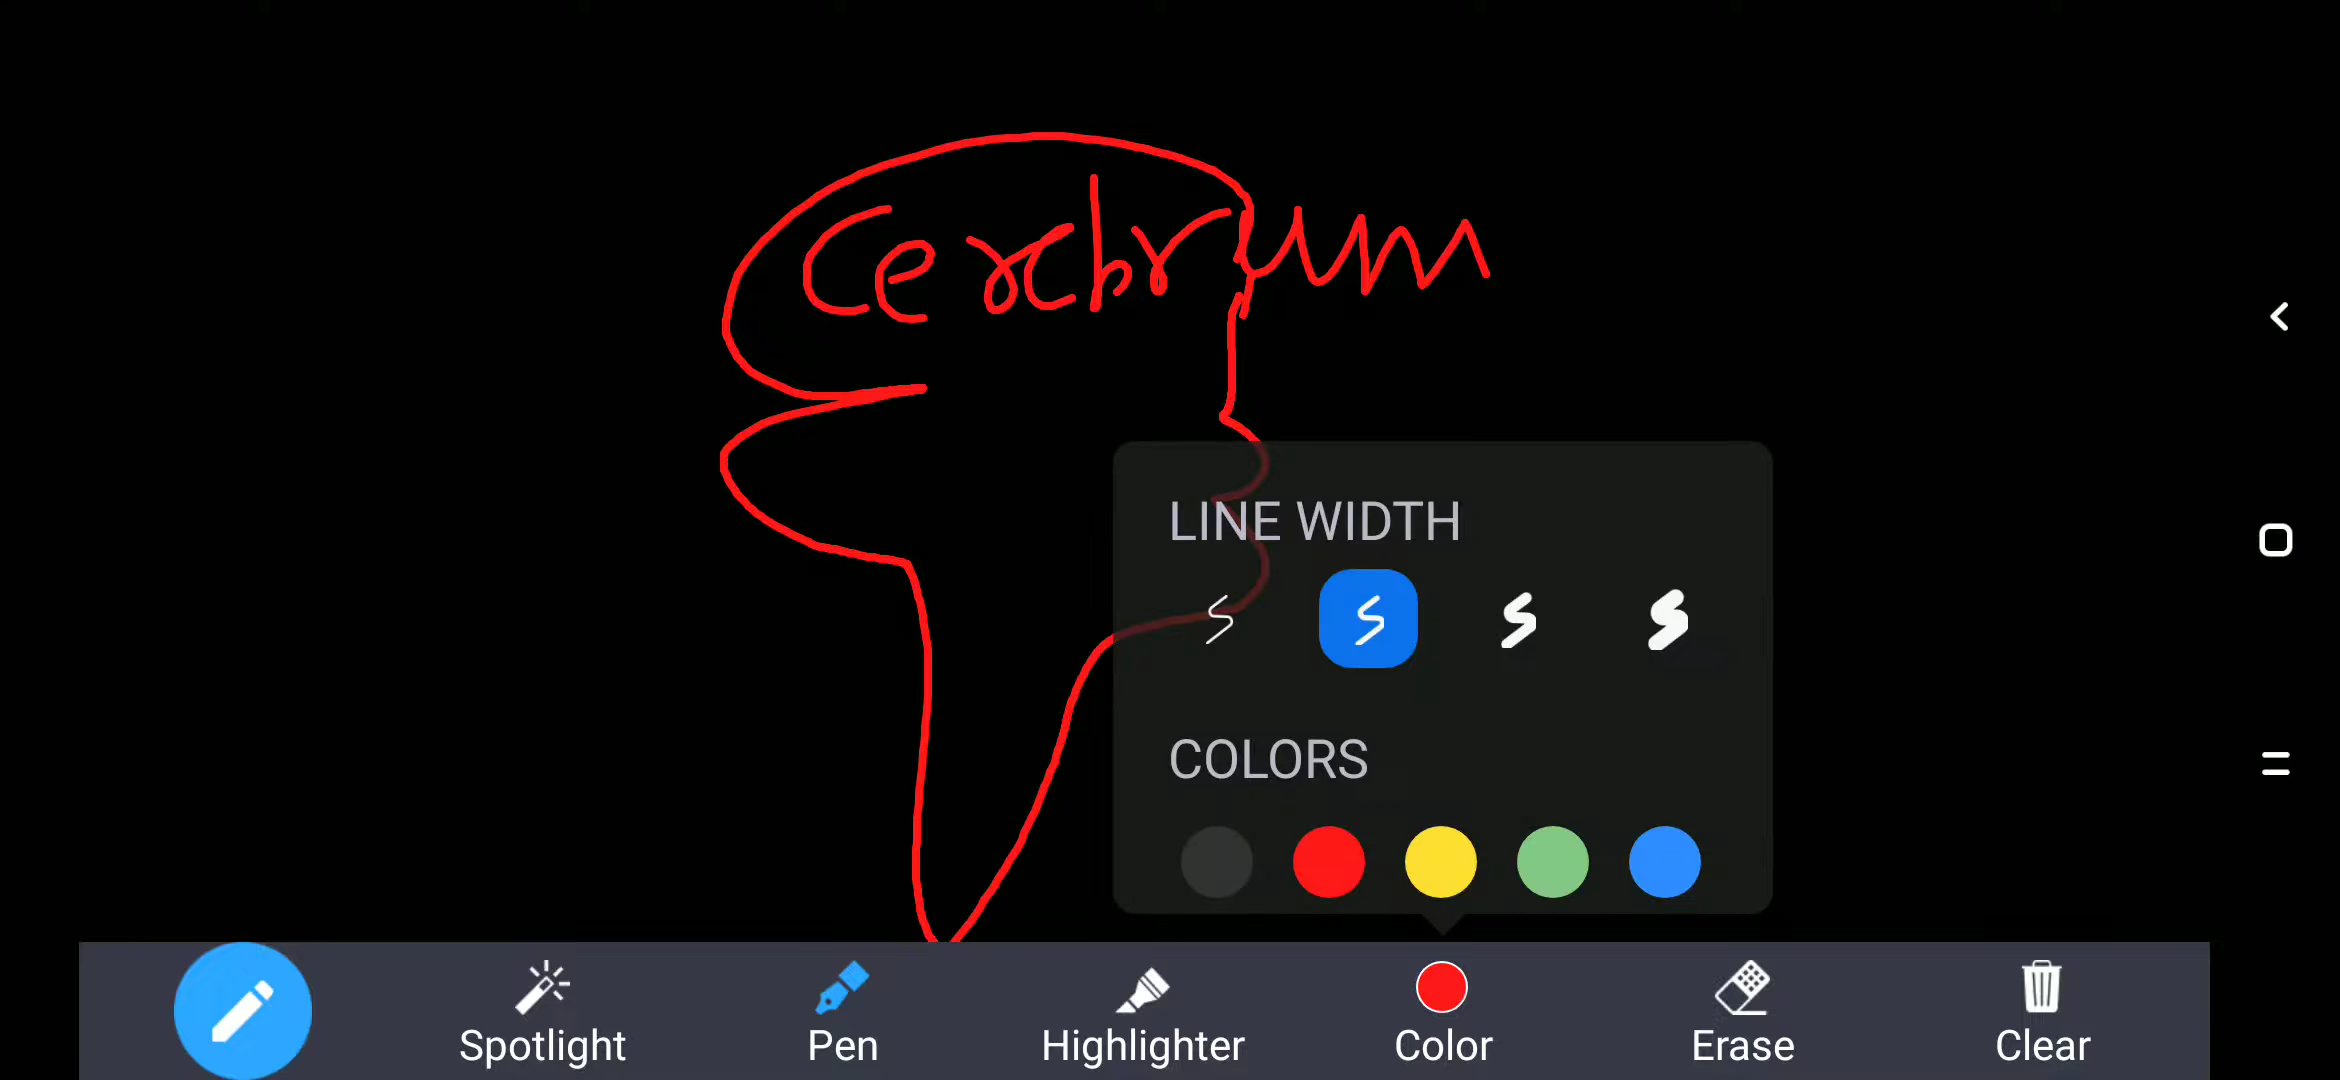 Cerebrum
LINE WIDTH
COLORS
Spotlight
Pen
Highlighter
Color
Erase
Clear